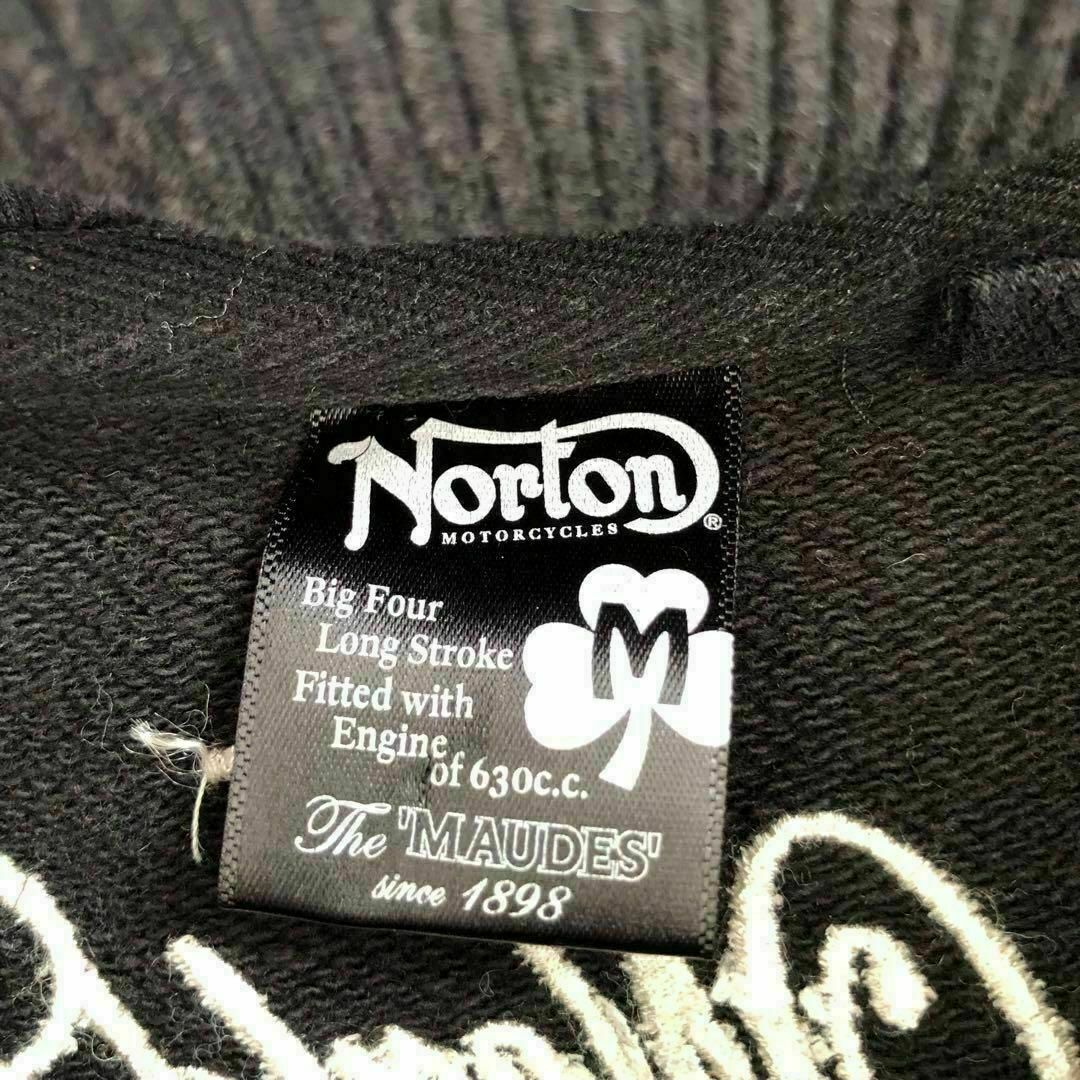 Norton
MOTORCYCLES ®
M
Big Four
Long Stroke
Fitted with
Engine
of 630c.c.
The 'MAUDES'
since 1898